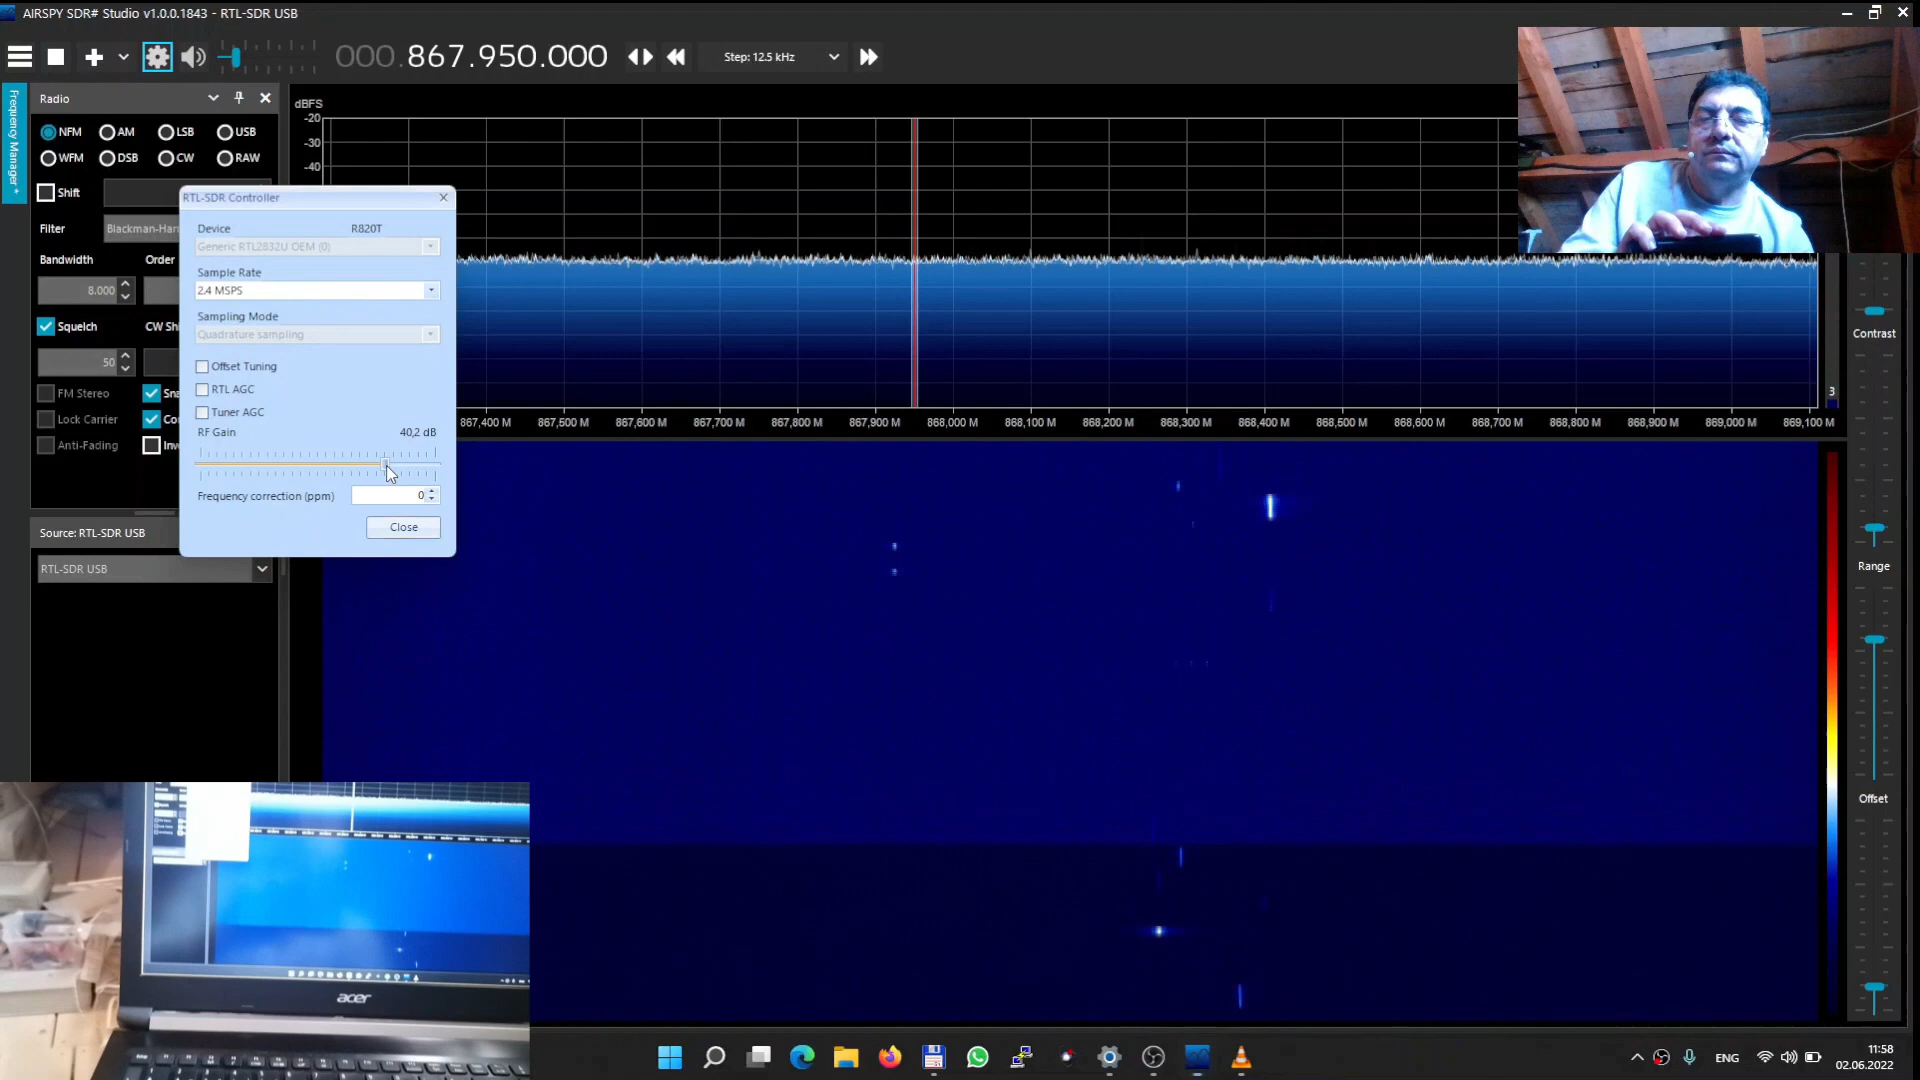 AIRSPY SDR# Studio v1.0.0.1843 - RTL-SDR USB
000.867.950.000
Step: 12.5 kHz
Frequency Manager *
Radio
NFM AM LSB USB
WFM DSB CW RAW
Shift
Filter
Blackman-Harr
Bandwidth Order
8.000
Squelch CW Shi
50
FM Stereo Sna
Lock Carrier Cor
Anti-Fading Inv
Source: RTL-SDR USB
RTL-SDR USB
RTL-SDR Controller
Device R820T
Generic RTL2832U OEM (0)
Sample Rate
2.4 MSPS
Sampling Mode
Quadrature sampling
Offset Tuning
RTL AGC
Tuner AGC
RF Gain 40,2 dB
Frequency correction (ppm) 0
Close
dBFS
-20
-30
-40
3
867,400 M 867,500 M 867,600 M 867,700 M 867,800 M 867,900 M 868,000 M 868,100 M 868,200 M 868,300 M 868,400 M 868,500 M 868,600 M 868,700 M 868,800 M 868,900 M 869,000 M 869,100 M
Contrast
Range
Offset
acer
ENG
11:58
02.06.2022